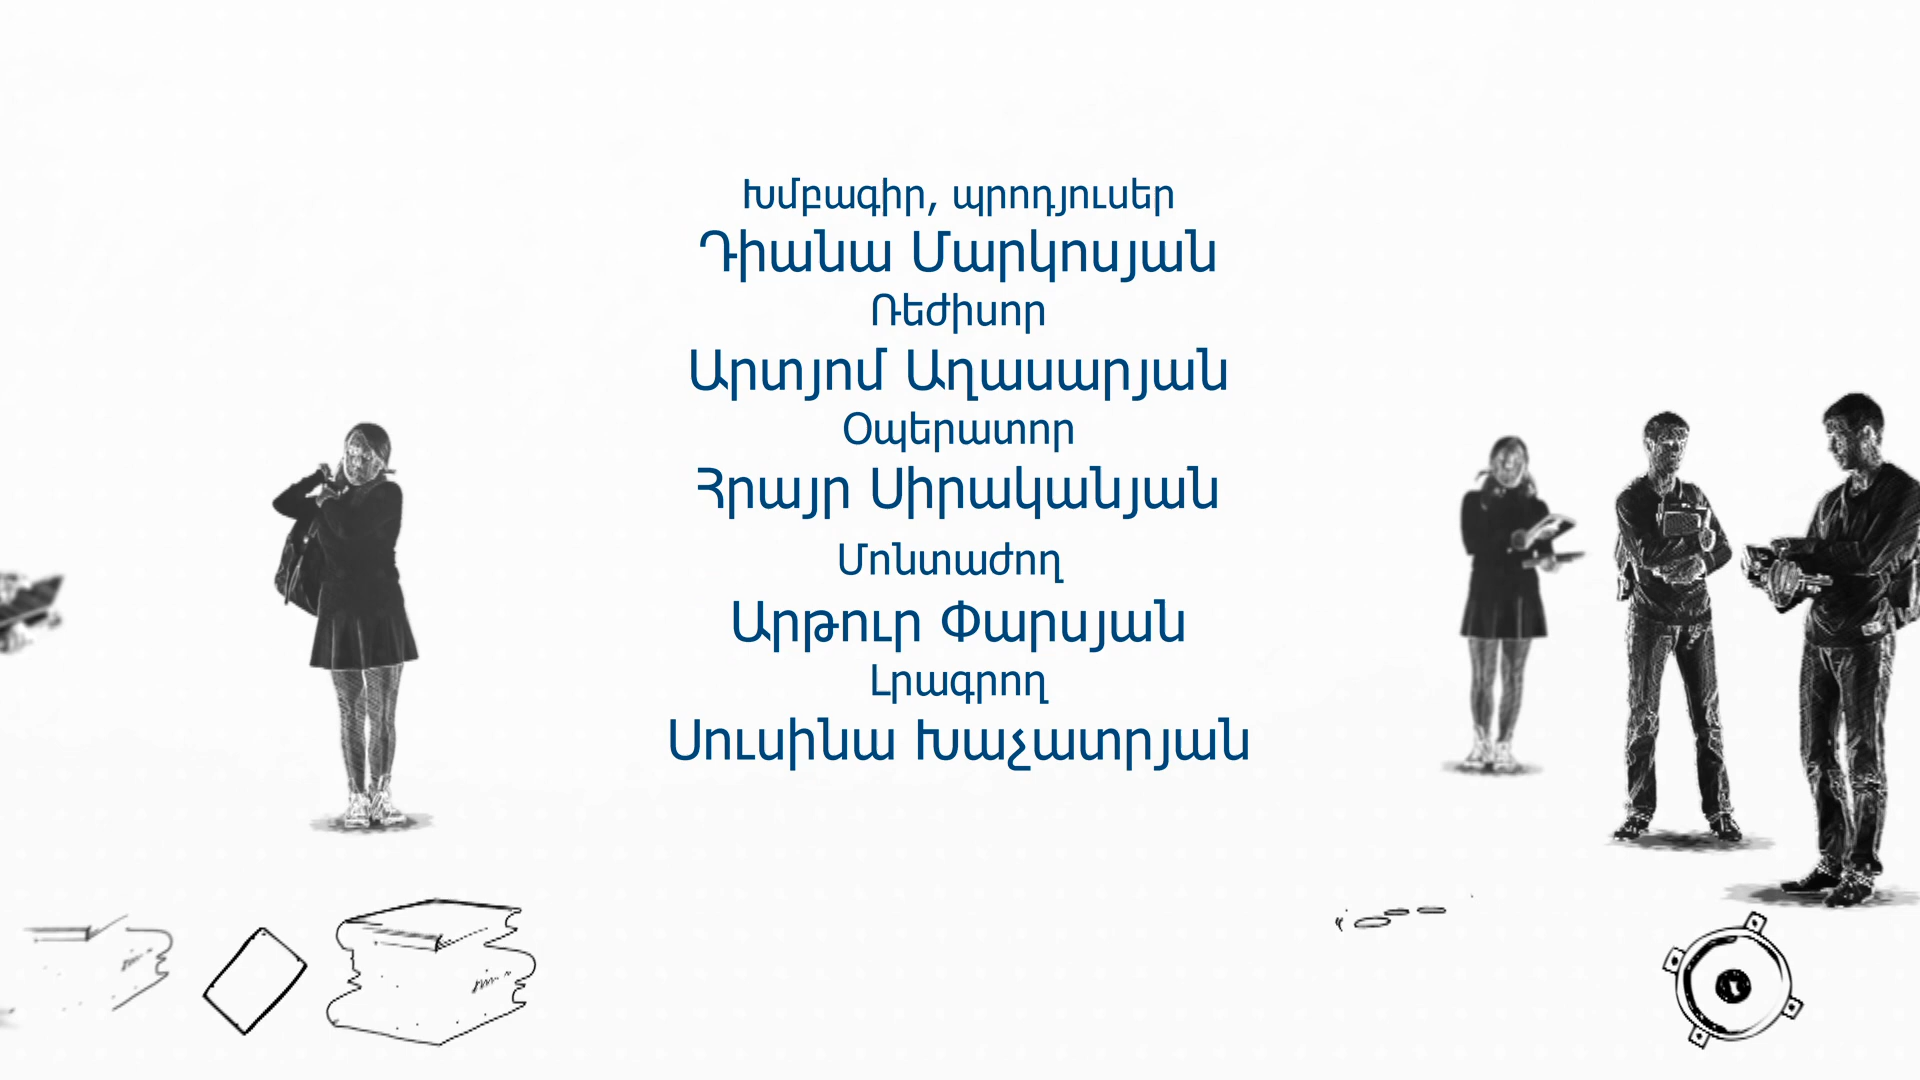 Խմբագիր, պրոդյուսեր
Դիանա Մարկոսյան
Ռեժիսոր
Արտյոմ Աղասարյան
Օպերատոր
Հրայր Սիրականյան
Մոնտաժող
Արթուր Փարսյան
Լրագրող
Սուսինա Խաչատրյան